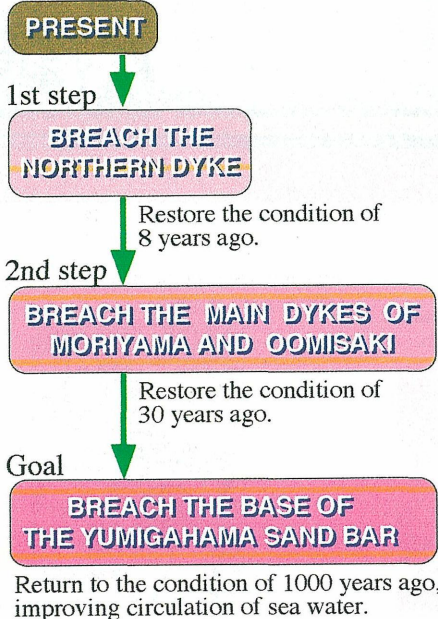 PRESENT
1st step
BREACH THE
NORTHERN DYKE
Restore the condition of
8 years ago.
2nd step
BREACH THE MAIN DYKES OF
MORIYAMA AND OOMISAKI
Restore the condition of
30 years ago.
Goal
BREACH THE BASE OF
THE YUMIGAHAMA SAND BAR
Return to the condition of 1000 years ago,
improving circulation of sea water.